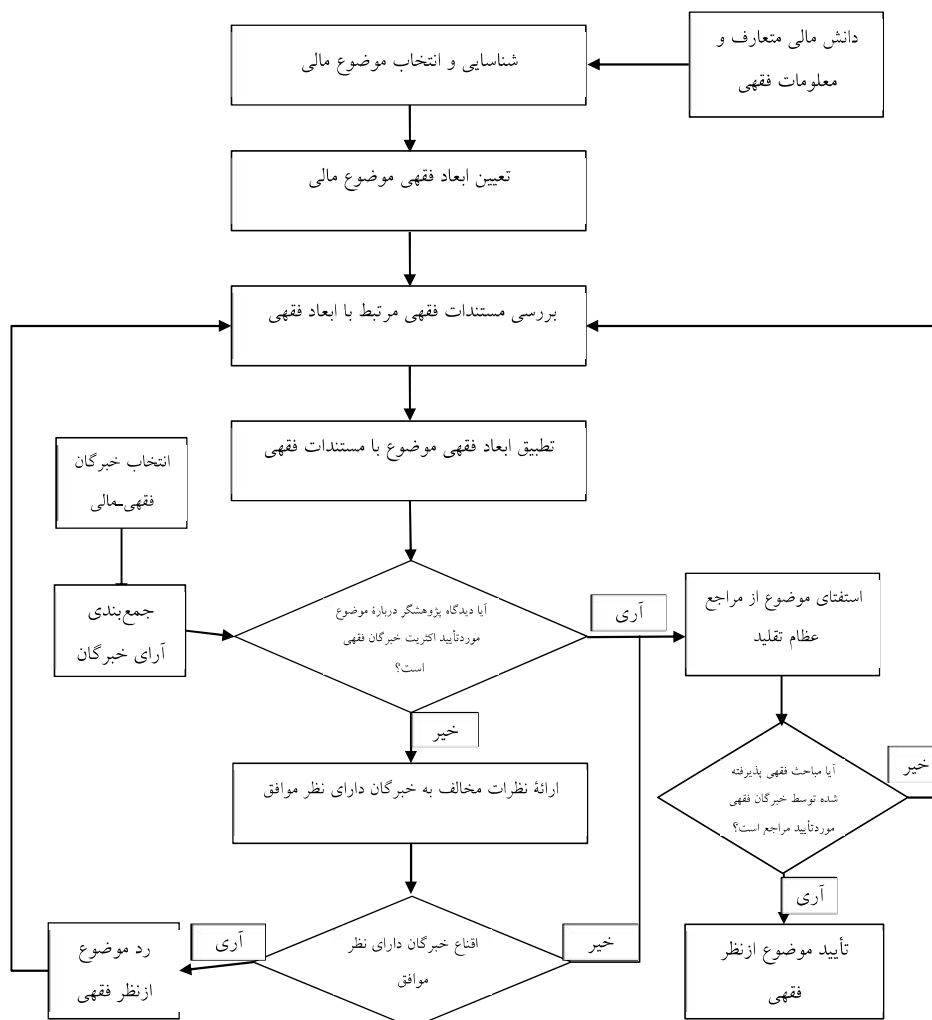 دانش مالی متعارف و
معلومات فقهی
شناسایی و انتخاب موضوع مالی
تعیین ابعاد فقهی موضوع مالی
بررسی مستندات فقهی مرتبط با ابعاد فقهی
تطبیق ابعاد فقهی موضوع با مستندات فقهی
انتخاب خبرگان
فقهی-مالی
جمع‌بندی
آرای خبرگان
آیا دیدگاه پژوهشگر دربارهٔ موضوع
موردتأیید اکثریت خبرگان فقهی
است؟
آری
استفتای موضوع از مراجع
عظام تقلید
خیر
ارائهٔ نظرات مخالف به خبرگان دارای نظر موافق
آیا مباحث فقهی پذیرفته
شده توسط خبرگان فقهی
موردتأیید مراجع است؟
خیر
آری
تأیید موضوع ازنظر
فقهی
اقناع خبرگان دارای نظر
موافق
خیر
آری
رد موضوع
ازنظر فقهی